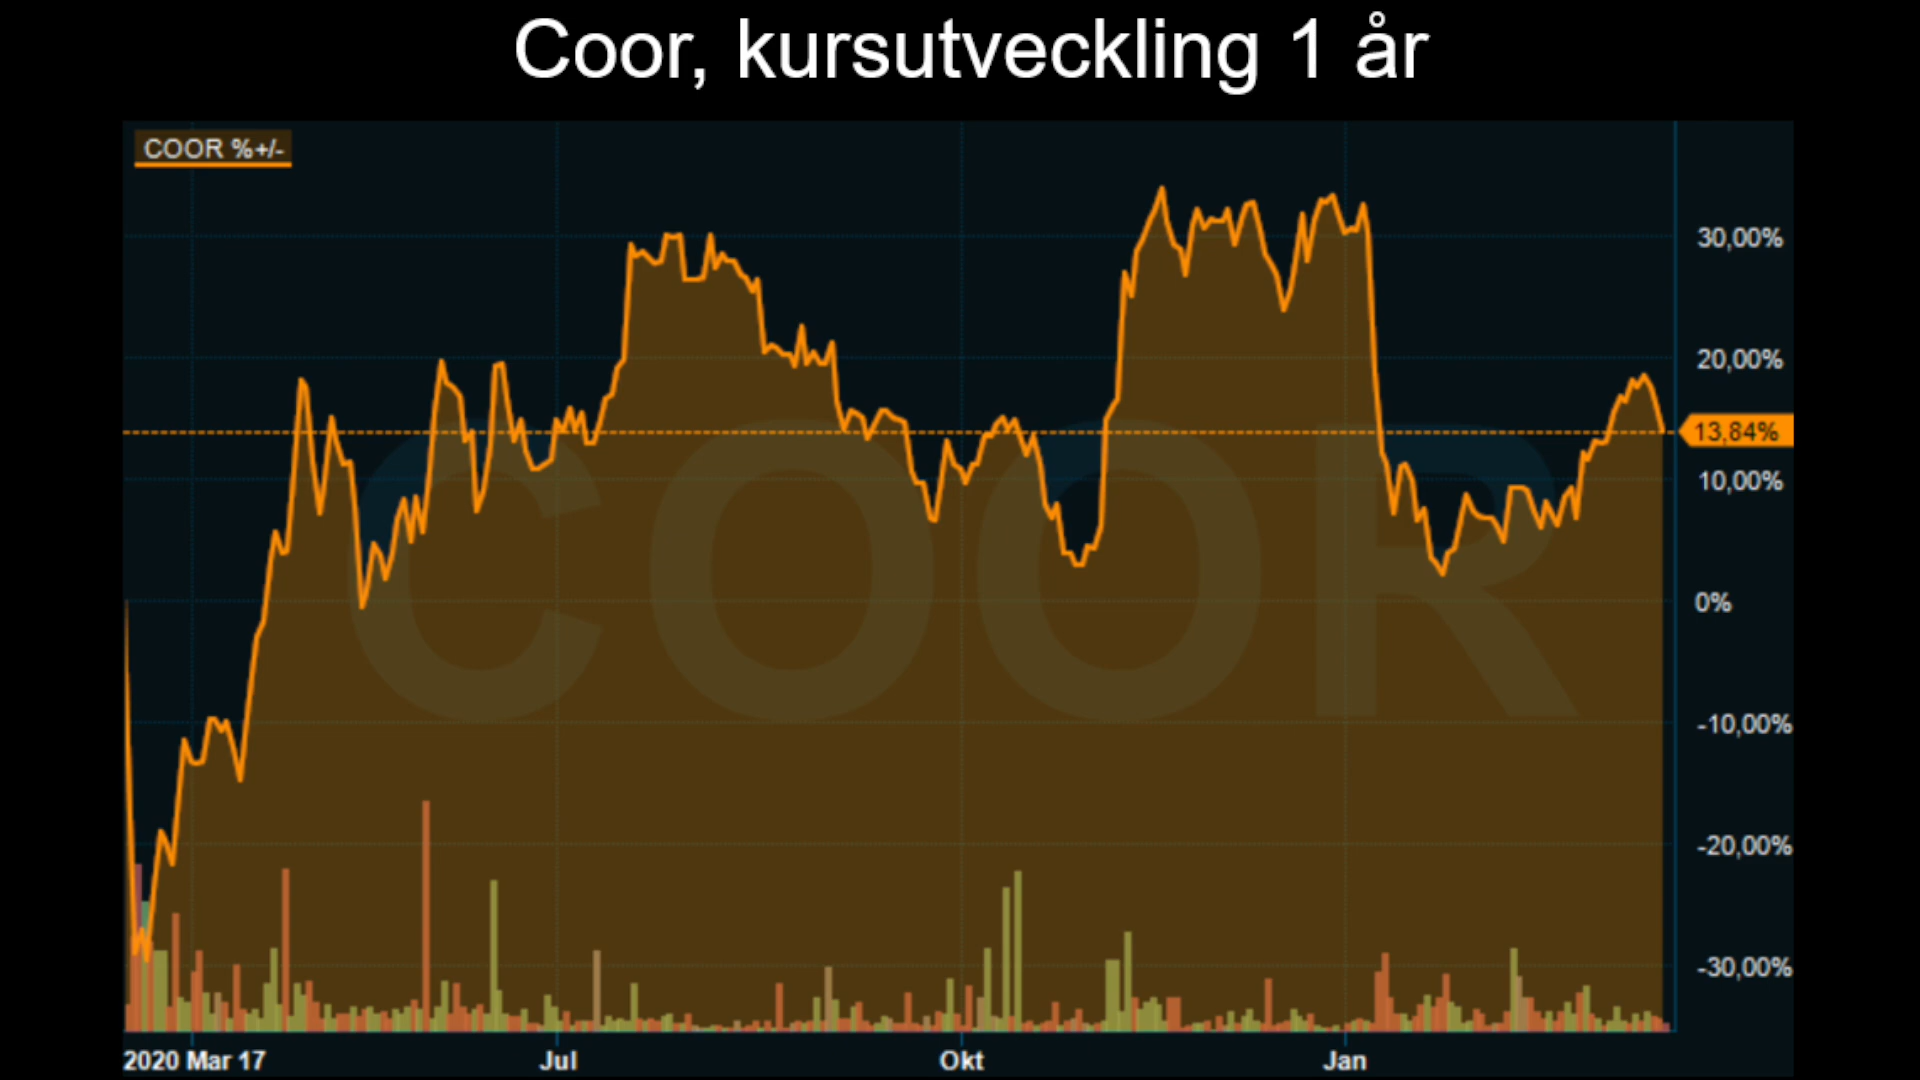 Coor, kursutveckling 1 år
COOR %+/-
COOR
30,00%
20,00%
13,84%
10,00%
0%
-10,00%
-20,00%
-30,00%
2020 Mar 17 Jul Okt Jan